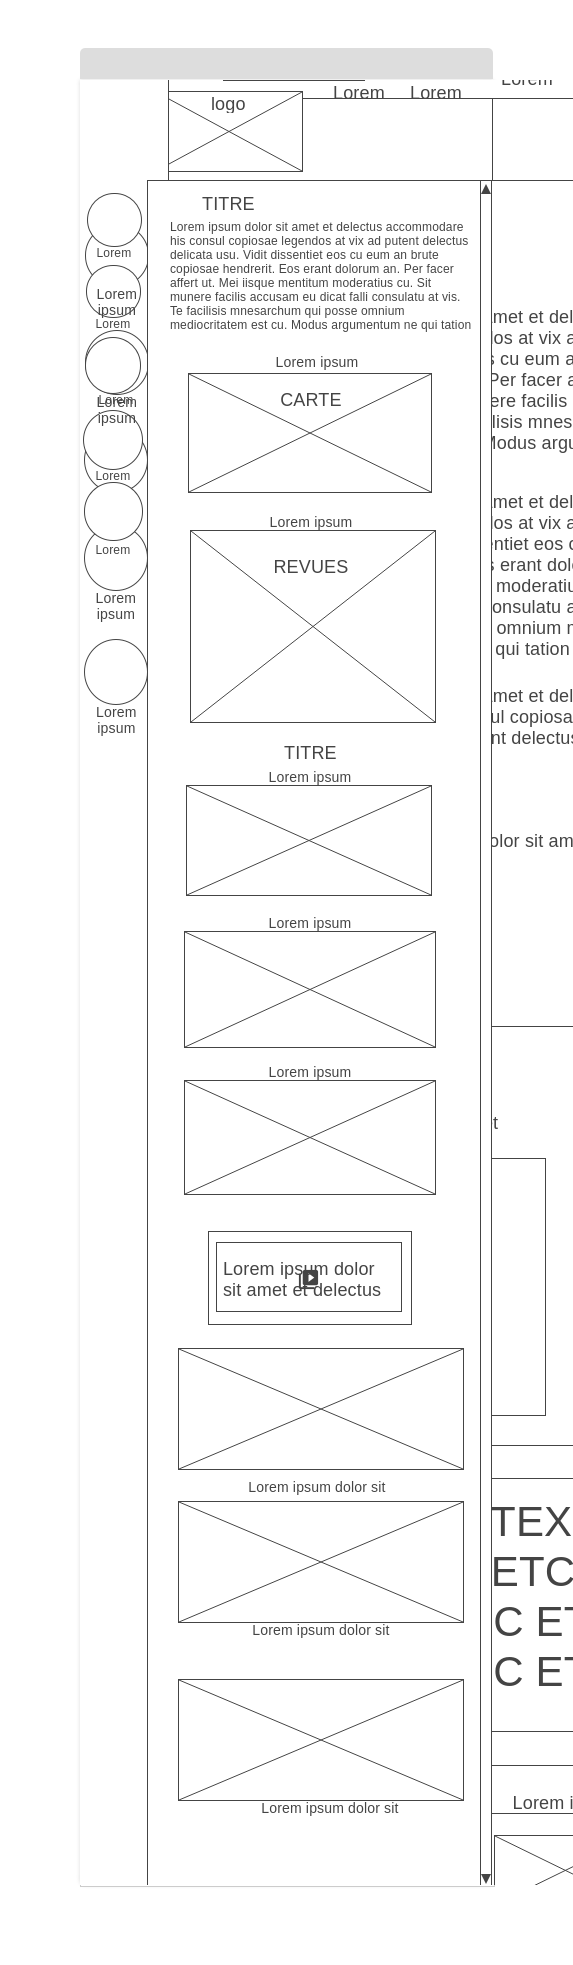 Lorem
logo
Lorem
Lorem
TITRE
Lorem ipsum dolor sit amet et delectus accommodare
his consul copiosae legendos at vix ad putent delectus
delicata usu. Vidit dissentiet eos cu eum an brute
copiosae hendrerit. Eos erant dolorum an. Per facer
affert ut. Mei iisque mentitum moderatius cu. Sit
munere facilis accusam eu dicat falli consulatu at vis.
Te facilisis mnesarchum qui posse omnium
mediocritatem est cu. Modus argumentum ne qui tation
Lorem
Lorem
ipsum
Lorem
Lorem
Lorem
ipsum
Lorem
Lorem
Lorem
ipsum
Lorem
ipsum
Lorem ipsum
CARTE
Lorem ipsum
REVUES
TITRE
Lorem ipsum
Lorem ipsum
Lorem ipsum
Lorem ipsum dolor
sit amet et delectus
Lorem ipsum dolor sit
Lorem ipsum dolor sit
Lorem ipsum dolor sit
met et del
los at vix a
s cu eum a
Per facer a
ere facilis
lisis mnes
Modus argu
met et del
los at vix a
entiet eos c
s erant dol
moderatiu
onsulatu a
omnium m
qui tation
met et del
ul copiosa
nt delectus
olor sit am
t
TEX
ETC
C ET
C ET
Lorem i